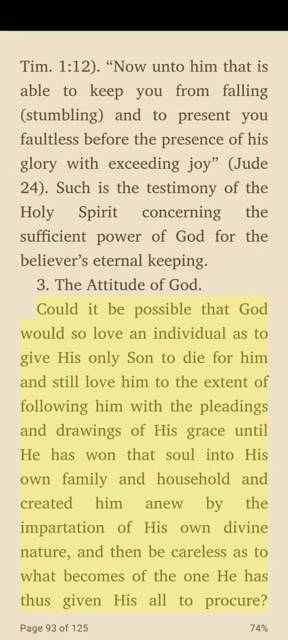 Tim. 1:12). “Now unto him that is
able to keep you from falling
(stumbling) and to present you
faultless before the presence of his
glory with exceeding joy” (Jude
24). Such is the testimony of the
Holy Spirit concerning the
sufficient power of God for the
believer’s eternal keeping.
3. The Attitude of God.
Could it be possible that God
would so love an individual as to
give His only Son to die for him
and still love him to the extent of
following him with the pleadings
and drawings of His grace until
He has won that soul into His
own family and household and
created him anew by the
impartation of His own divine
nature, and then be careless as to
what becomes of the one He has
thus given His all to procure?
Page 93 of 125 74%